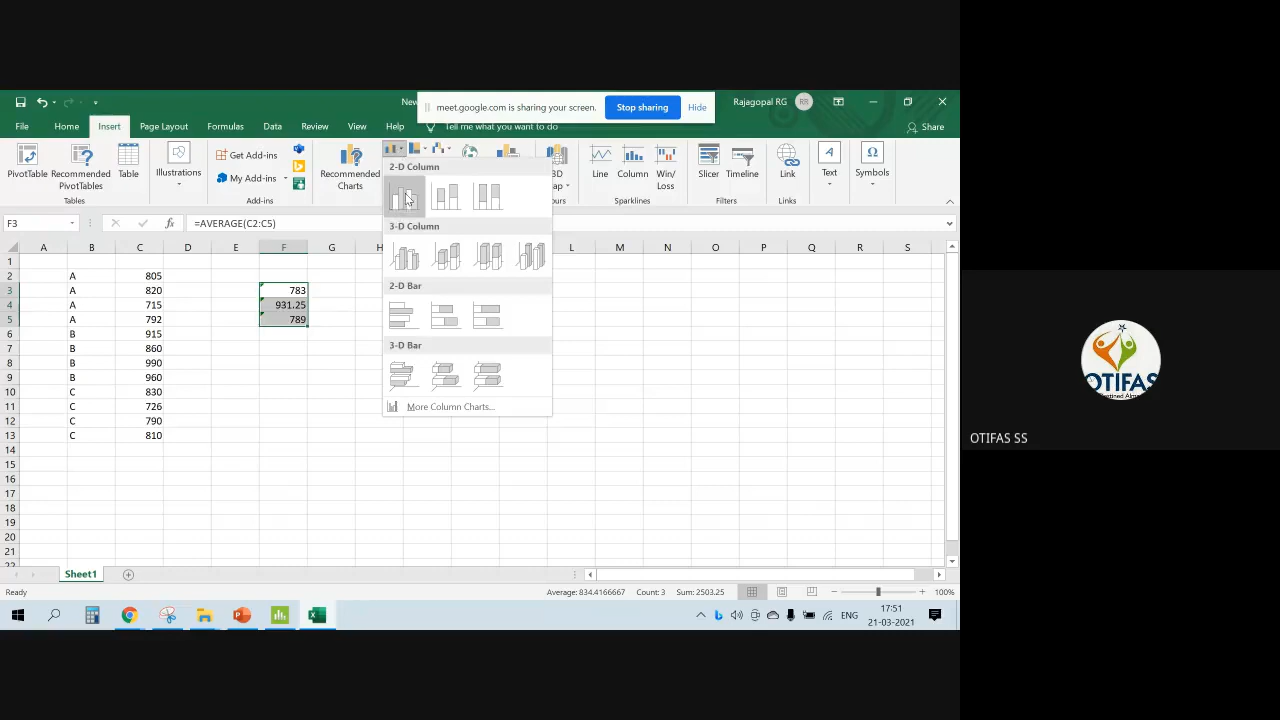 New
meet.google.com is sharing your screen.
Stop sharing
Hide
Rajagopal RG
RR
File
Home
Insert
Page Layout
Formulas
Data
Review
View
Help
Tell me what you want to do
Share
PivotTable
Recommended PivotTables
Table
Illustrations
Get Add-ins
My Add-ins
Recommended Charts
Line
Column
Win/Loss
Slicer
Timeline
Link
Text
Symbols
Tables
Add-ins
Sparklines
Filters
Links
2-D Column
3-D Column
2-D Bar
3-D Bar
More Column Charts...
F3
fx
=AVERAGE(C2:C5)
A B C D E F G H L M N O P Q R S
1
2 A 805
3 A 820 783
4 A 715 931.25
5 A 792 789
6 B 915
7 B 860
8 B 990
9 B 960
10 C 830
11 C 726
12 C 790
13 C 810
14
15
16
17
18
19
20
21
22
Sheet1
Ready
Average: 834.4166667 Count: 3 Sum: 2503.25
100%
ENG
17:51
21-03-2021
OTIFAS
OTIFAS SS